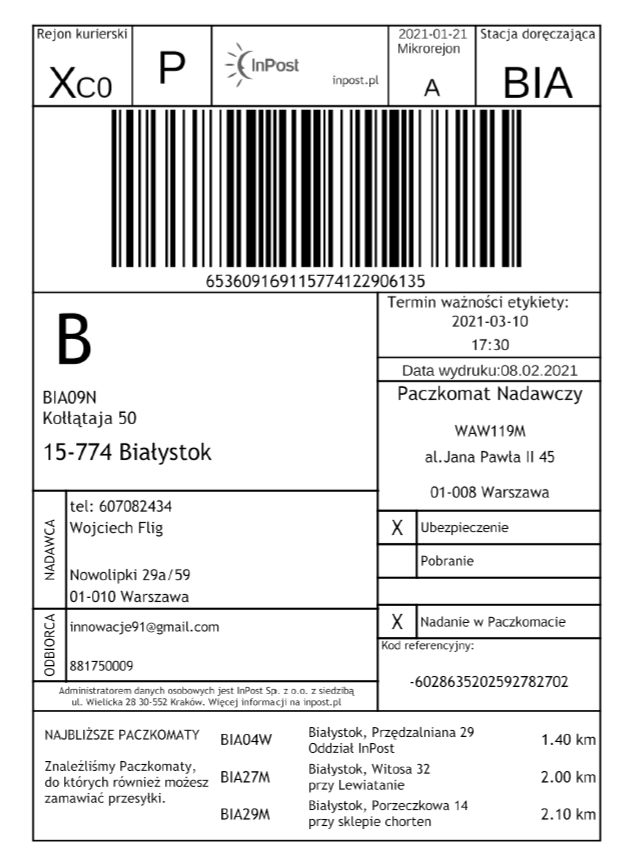 Rejon kurierski
XC0
P
InPost
inpost.pl
2021-01-21
Mikrorejon
A
Stacja doręczająca
BIA
653609169115774122906135
B
BIA09N
Kołłątaja 50
15-774 Białystok
Termin ważności etykiety:
2021-03-10
17:30
Data wydruku:08.02.2021
Paczkomat Nadawczy
WAW119M
al.Jana Pawła II 45
01-008 Warszawa
NADAWCA
tel: 607082434
Wojciech Flig
Nowolipki 29a/59
01-010 Warszawa
X Ubezpieczenie
Pobranie
X Nadanie w Paczkomacie
ODBIORCA
innowacje91@gmail.com
881750009
Kod referencyjny:
-6028635202592782702
Administratorem danych osobowych jest InPost Sp. z o.o. z siedzibą
ul. Wielicka 28 30-552 Kraków. Więcej informacji na inpost.pl
NAJBLIŻSZE PACZKOMATY
Znaleźliśmy Paczkomaty,
do których również możesz
zamawiać przesyłki.
BIA04W Białystok, Przędzalniana 29 1.40 km
Oddział InPost
BIA27M Białystok, Witosa 32 2.00 km
przy Lewiatanie
BIA29M Białystok, Porzeczkowa 14 2.10 km
przy sklepie chorten